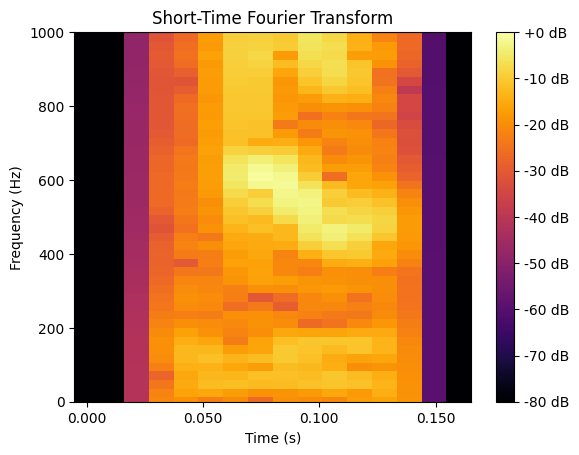 Short-Time Fourier Transform
1000
800
600
400
200
0
Frequency (Hz)
0.000
0.050
0.100
0.150
Time (s)
+0 dB
-10 dB
-20 dB
-30 dB
-40 dB
-50 dB
-60 dB
-70 dB
-80 dB